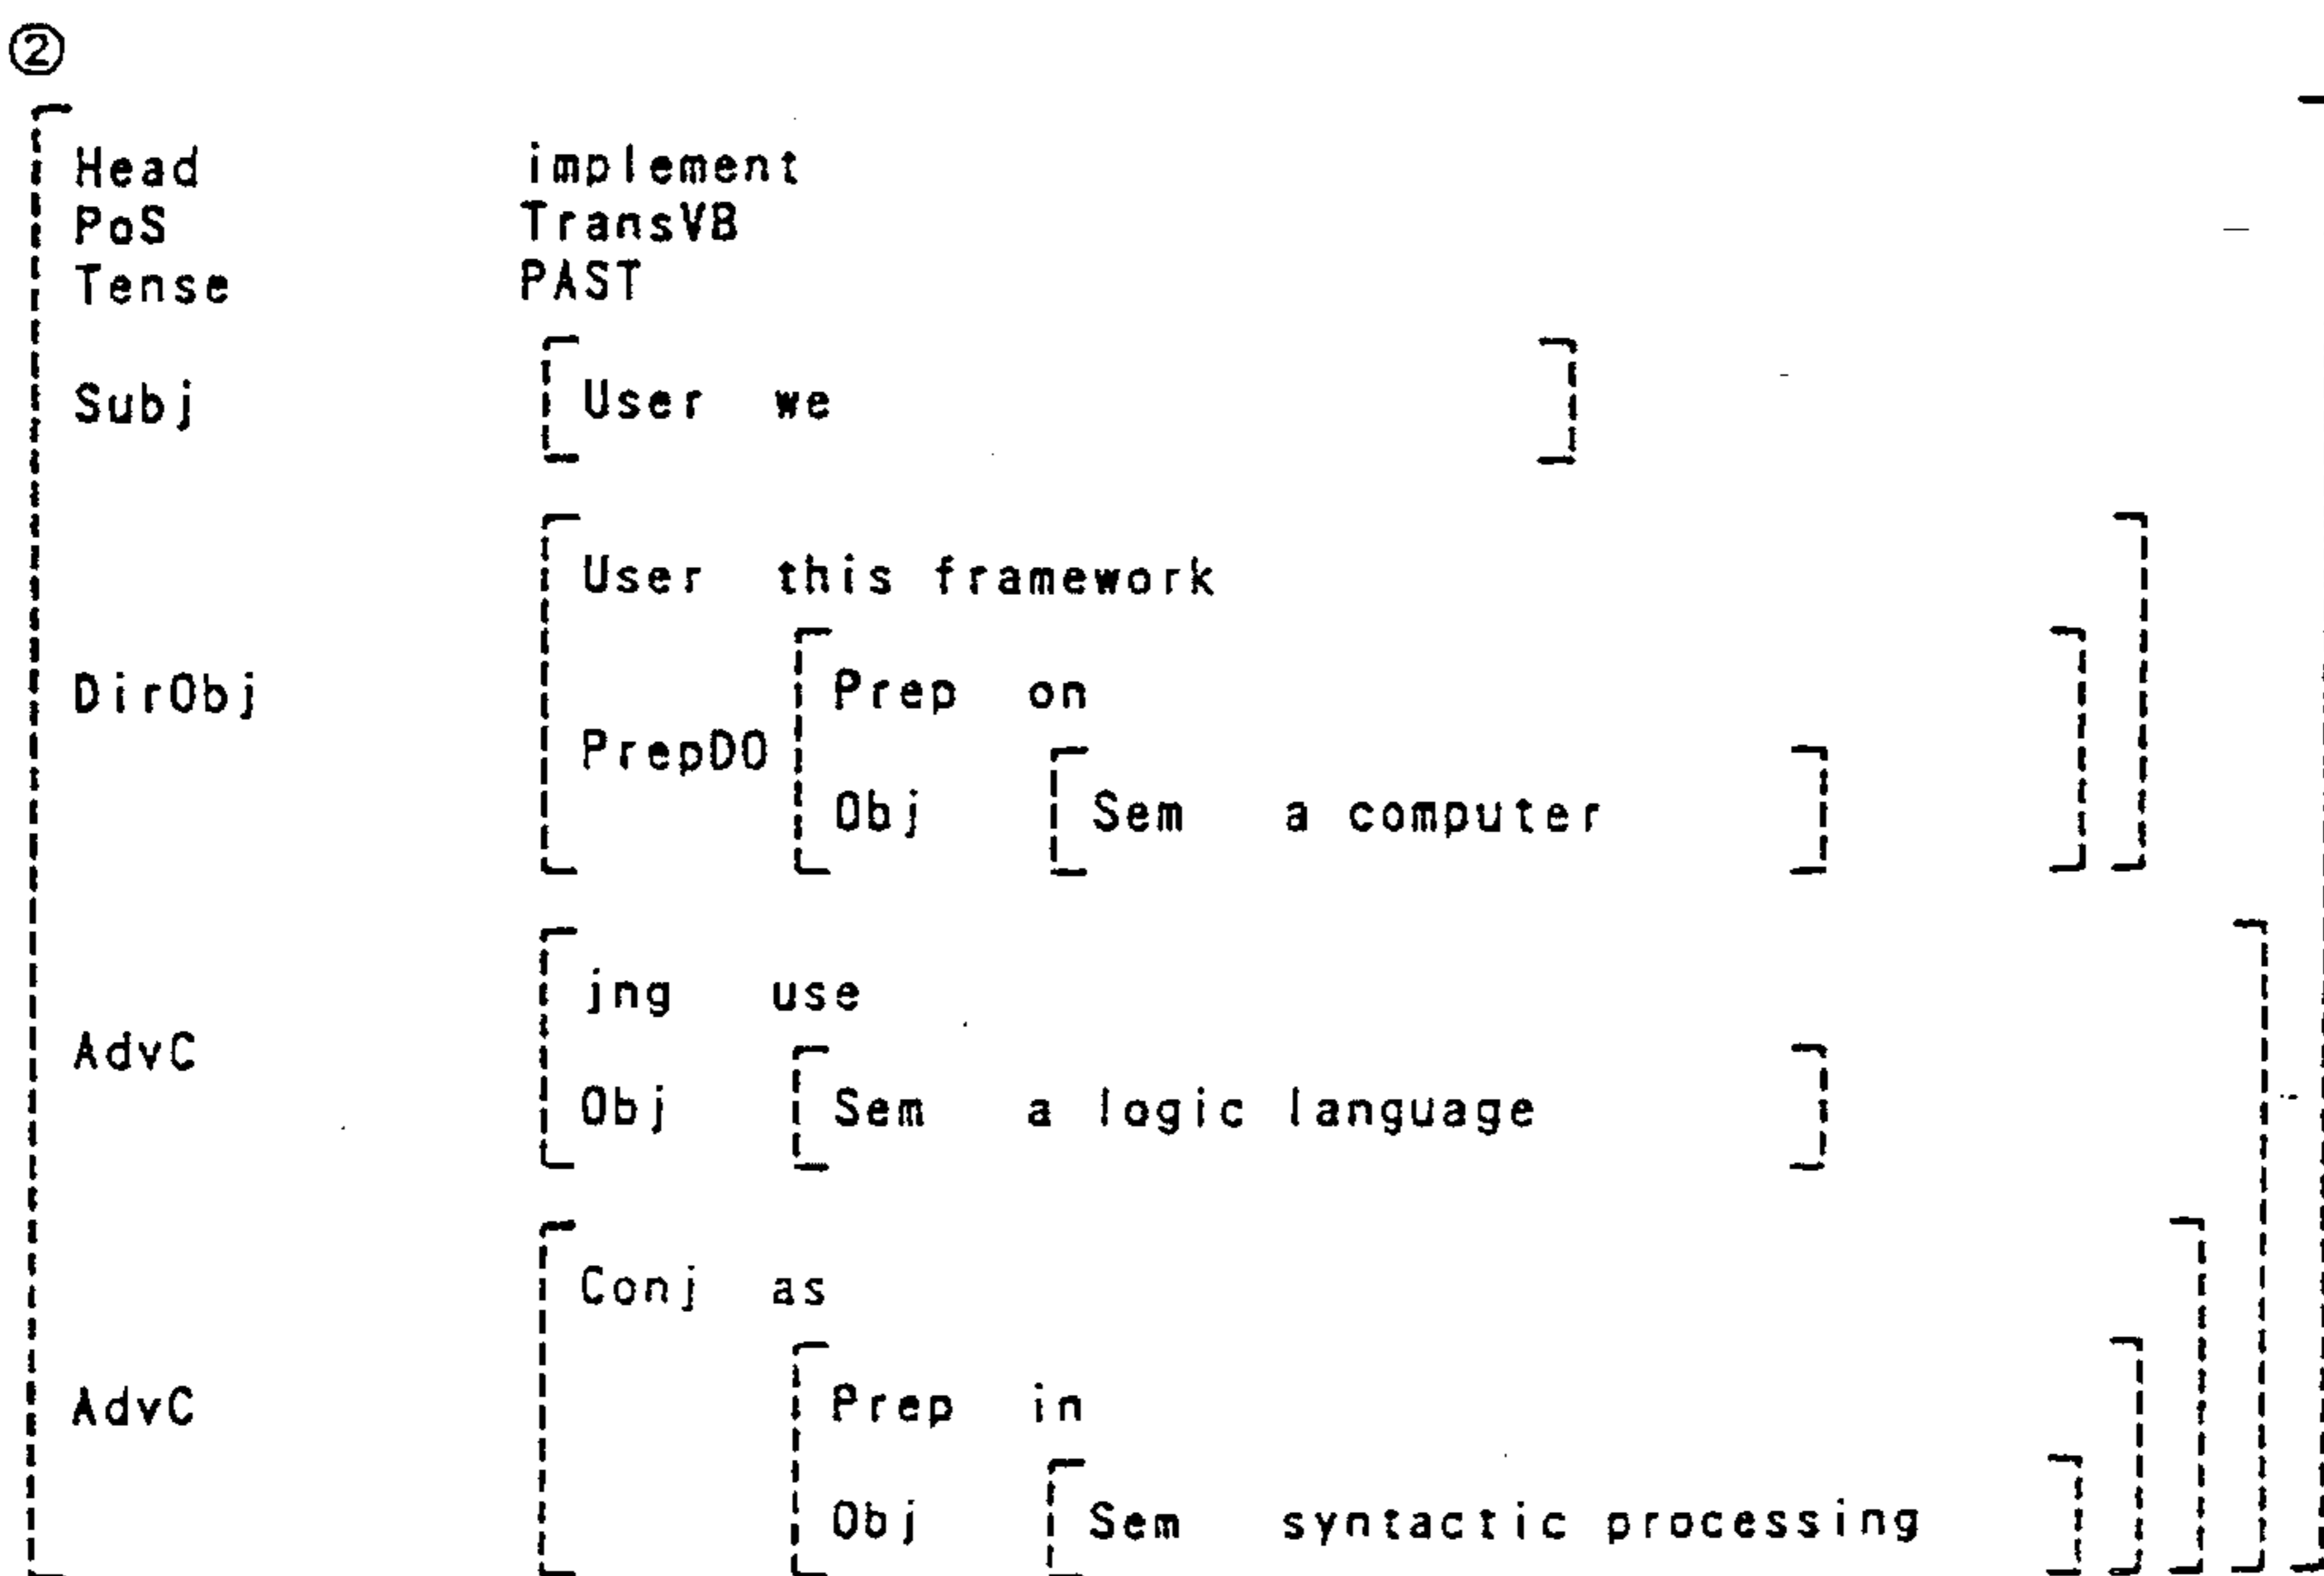 ②
Head implement
PoS TransVB
Tense PAST
Subj User we
User this framework
DirObj Prep on
PrepDO
Obj Sem a computer
jng use
AdvC
Obj Sem a logic language
Conj as
AdvC Prep in
Obj Sem syntactic processing